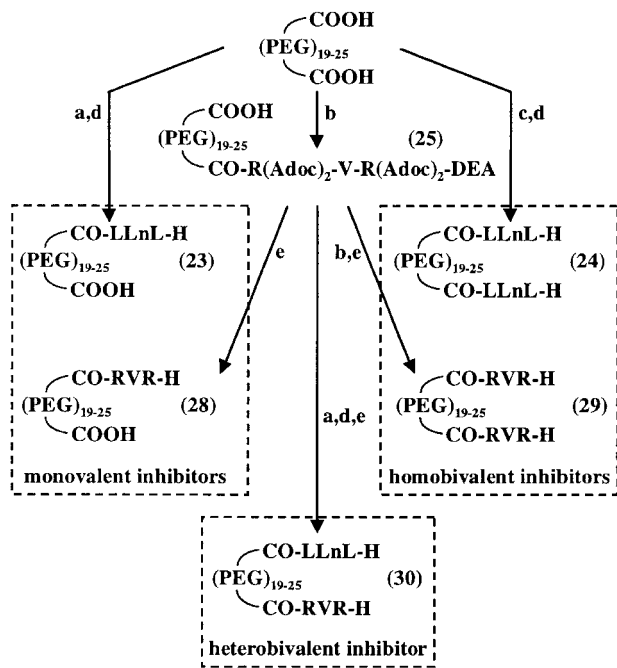 COOH
(PEG)19-25
COOH
a,d
b
c,d
COOH
(PEG)19-25
(25)
CO-R(Adoc)2-V-R(Adoc)2-DEA
CO-LLnL-H
(PEG)19-25 (23)
COOH
e
b,e
CO-LLnL-H
(PEG)19-25 (24)
CO-LLnL-H
CO-RVR-H
(PEG)19-25 (28)
COOH
monovalent inhibitors
a,d,e
CO-RVR-H
(PEG)19-25 (29)
CO-RVR-H
homobivalent inhibitors
CO-LLnL-H
(PEG)19-25 (30)
CO-RVR-H
heterobivalent inhibitor